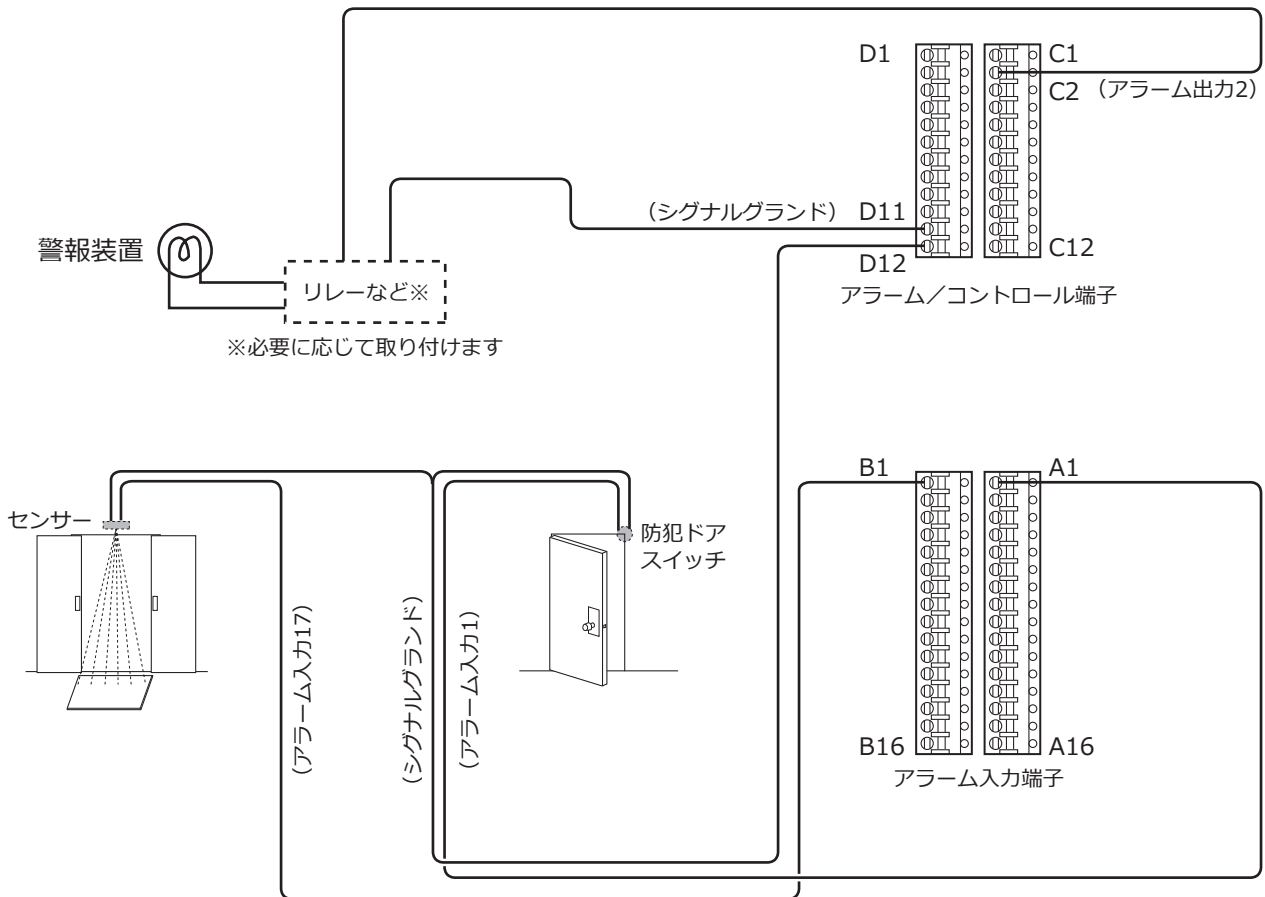 D1
C1
C2 （アラーム出力2）
（シグナルグランド） D11
D12
C12
アラーム／コントロール端子
警報装置
リレーなど※
※必要に応じて取り付けます
B1
A1
センサー
防犯ドア
スイッチ
（アラーム入力17）
（シグナルグランド）
（アラーム入力1）
B16
A16
アラーム入力端子